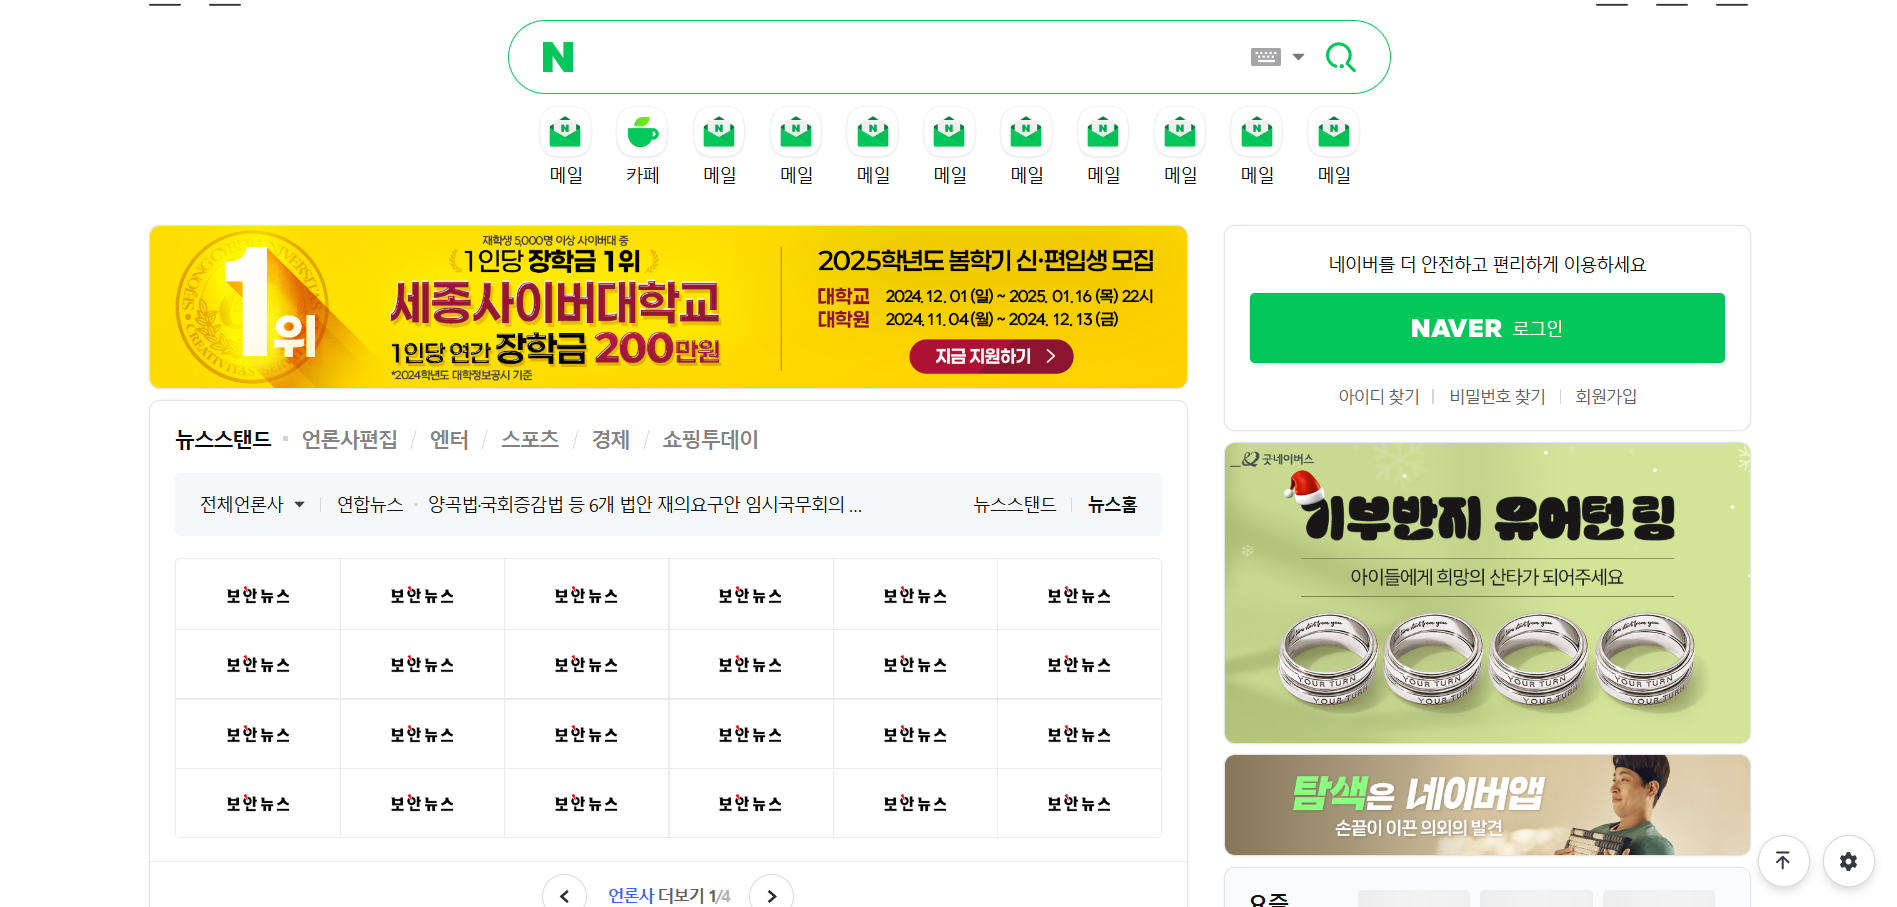 N
메일
카페
메일
메일
메일
메일
메일
메일
메일
메일
메일
재학생 5,000명 이상 사이버대 중
1인당 장학금 1위
세종사이버대학교
1인당 연간 장학금 200만원
*2024학년도 대학정보공시 기준
1위
SEJONG CYBER UNIVERSITY
CREATIVITAS
2025학년도 봄학기 신·편입생 모집
대학교 2024. 12. 01 (일) ~ 2025. 01. 16 (목) 22시
대학원 2024. 11. 04 (월) ~ 2024. 12. 13 (금)
지금 지원하기
네이버를 더 안전하고 편리하게 이용하세요
NAVER 로그인
아이디 찾기
비밀번호 찾기
회원가입
뉴스스탠드
언론사편집 / 엔터 / 스포츠 / 경제 / 쇼핑투데이
전체언론사
연합뉴스
양곡법·국회증감법 등 6개 법안 재의요구안 임시국무회의 ...
뉴스스탠드
뉴스홈
보안뉴스 보안뉴스 보안뉴스 보안뉴스 보안뉴스 보안뉴스
보안뉴스 보안뉴스 보안뉴스 보안뉴스 보안뉴스 보안뉴스
보안뉴스 보안뉴스 보안뉴스 보안뉴스 보안뉴스 보안뉴스
보안뉴스 보안뉴스 보안뉴스 보안뉴스 보안뉴스 보안뉴스
언론사 더보기 1/4
굿네이버스
기부반지 유어턴 링
아이들에게 희망의 산타가 되어주세요
YOUR TURN YOUR TURN YOUR TURN YOUR TURN
YOUR TURN YOUR TURN YOUR TURN YOUR TURN
탐색은 네이버앱
손끝이 이끈 의외의 발견
요즘